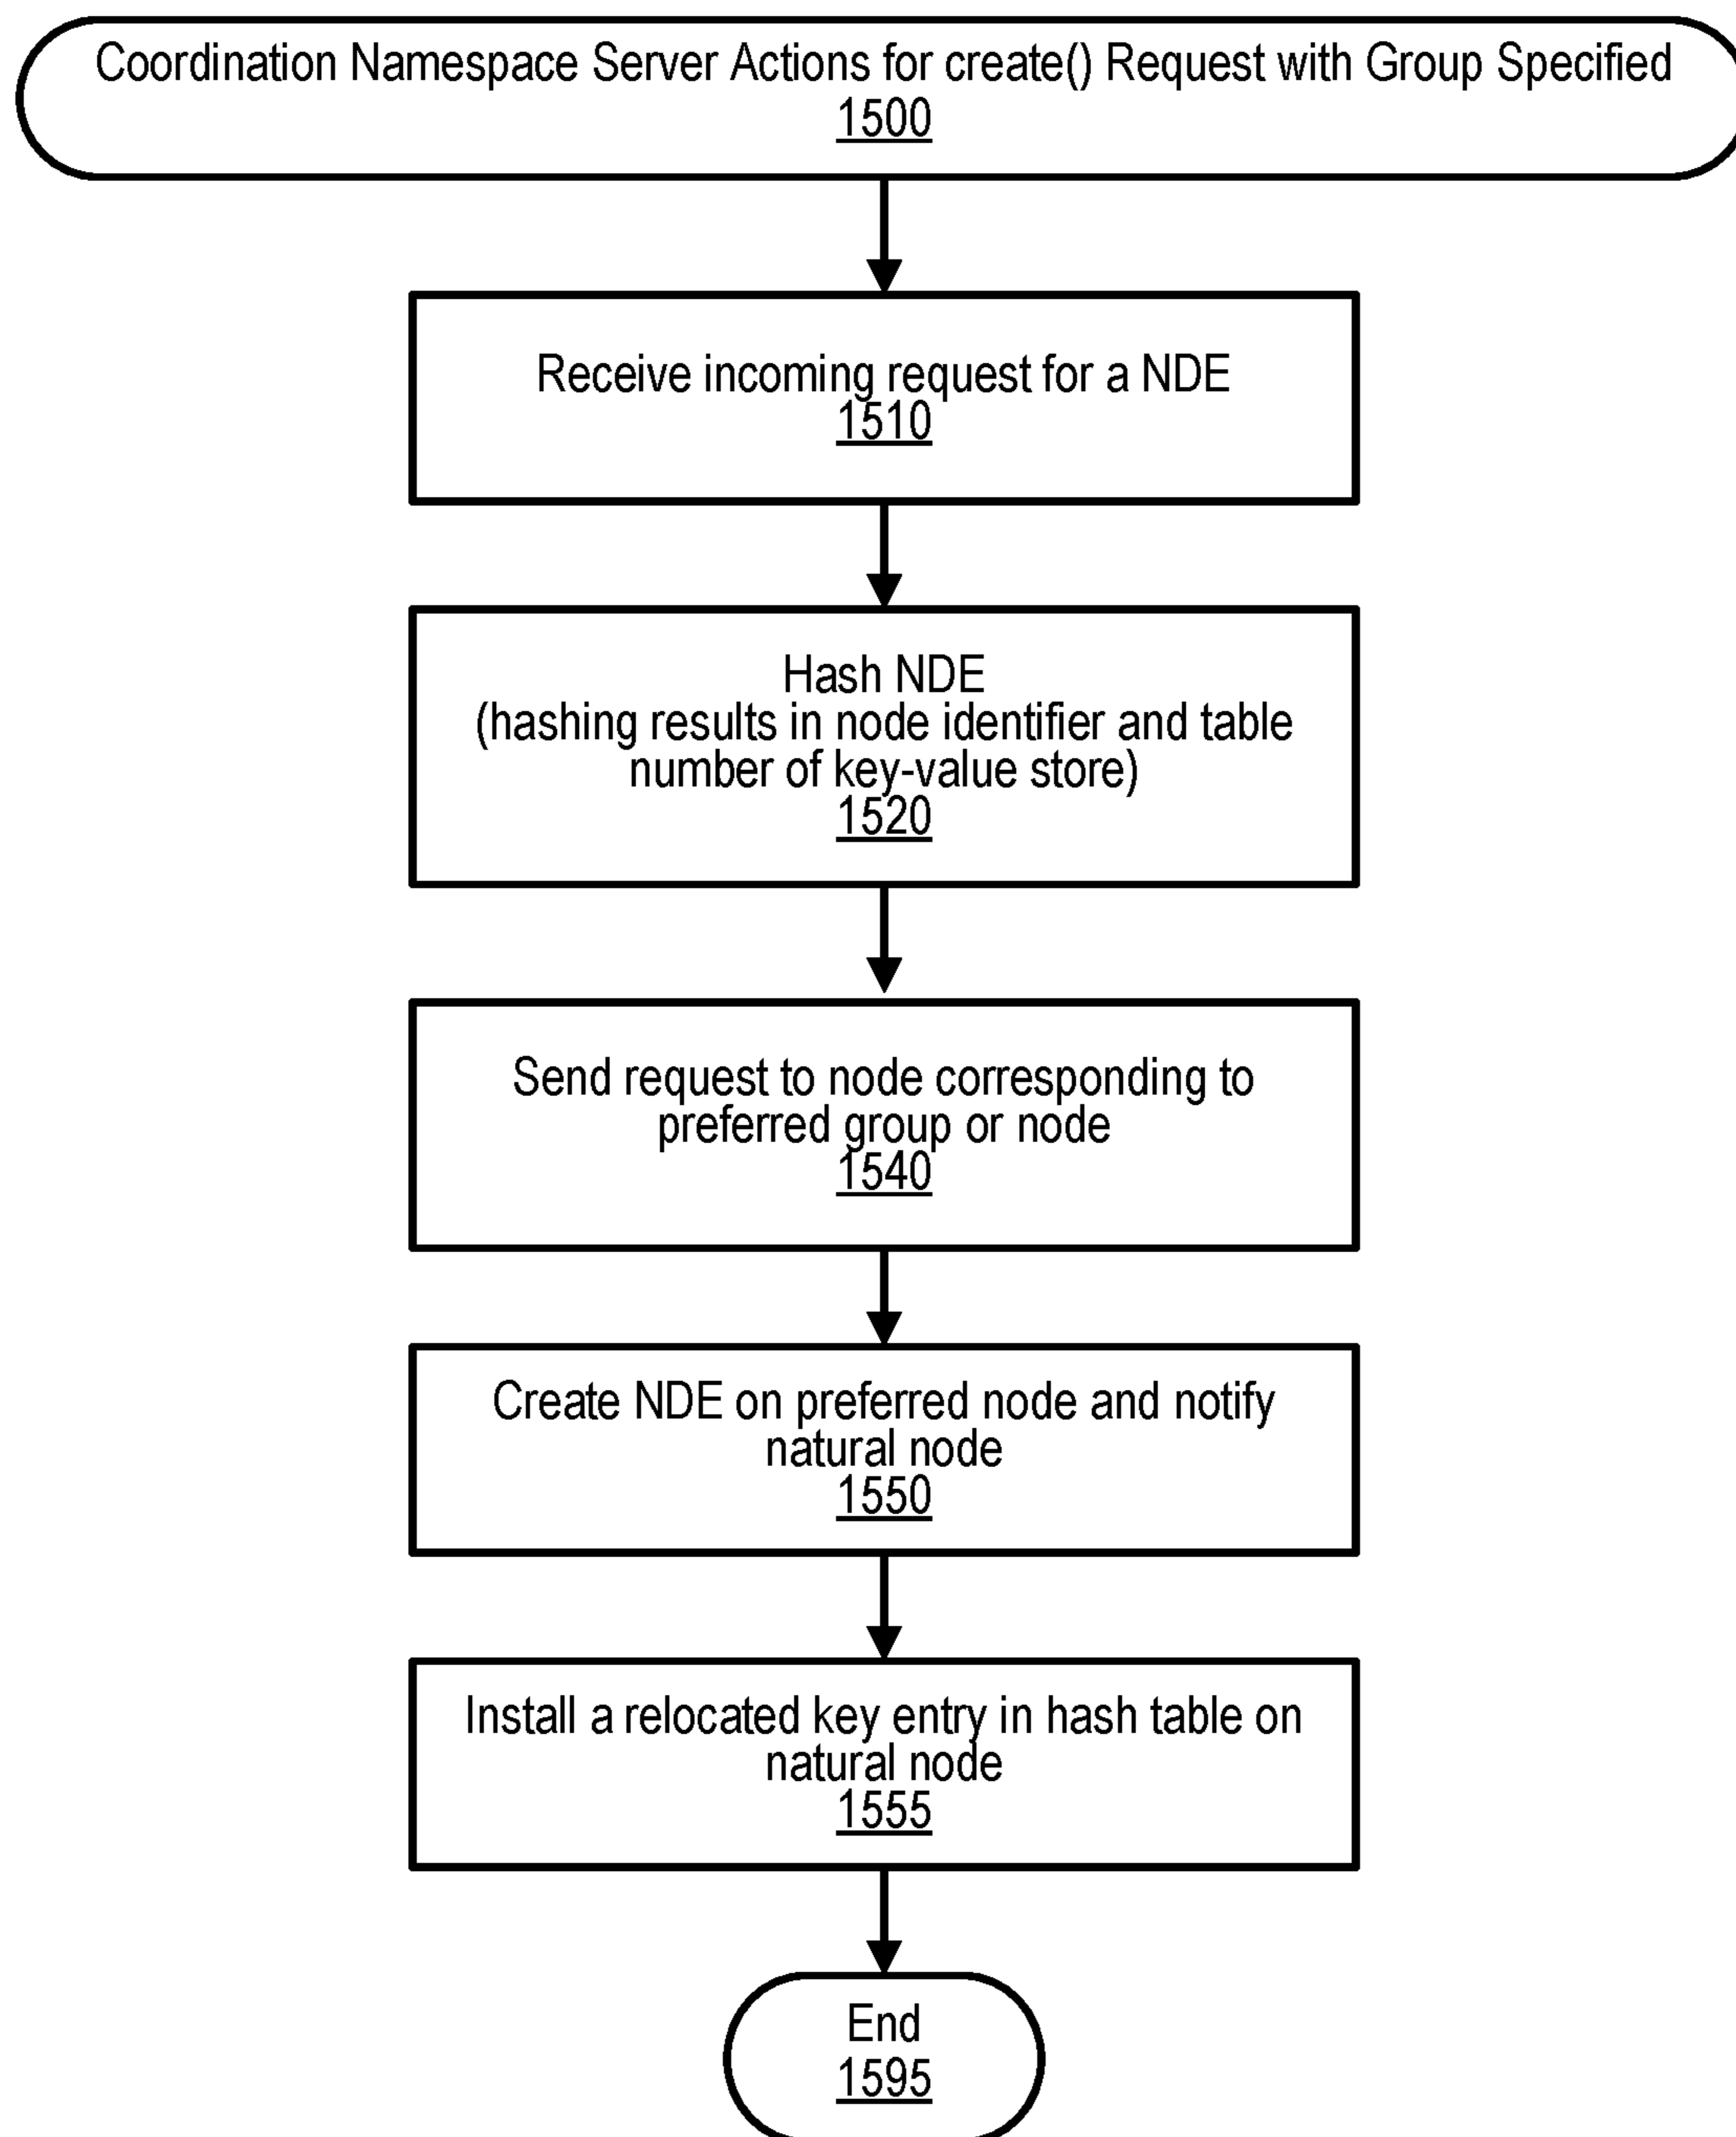 Coordination Namespace Server Actions for create() Request with Group Specified
1500
Receive incoming request for a NDE
1510
Hash NDE
(hashing results in node identifier and table
number of key-value store)
1520
Send request to node corresponding to
preferred group or node
1540
Create NDE on preferred node and notify
natural node
1550
Install a relocated key entry in hash table on
natural node
1555
End
1595